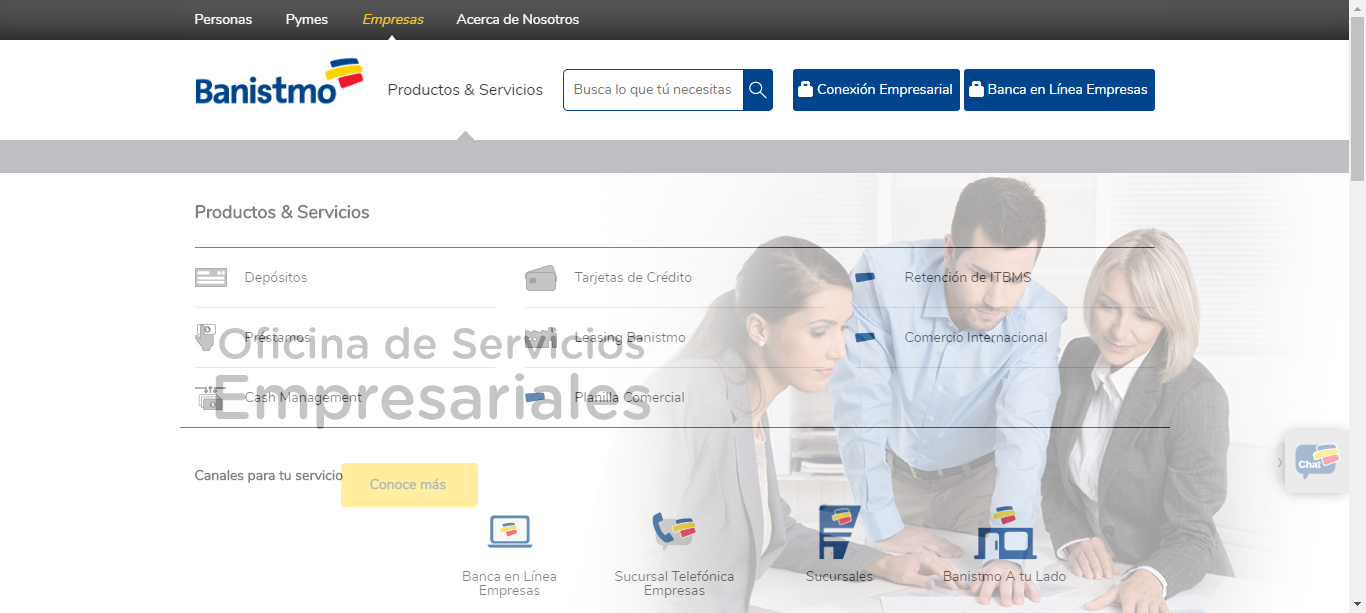 Personas Pymes Empresas Acerca de Nosotros
Banistmo
Productos & Servicios
Busca lo que tú necesitas
Conexión Empresarial
Banca en Línea Empresas
Productos & Servicios
Depósitos
Tarjetas de Crédito
Retención de ITBMS
Préstamos
Leasing Banistmo
Comercio Internacional
Oficina de Servicios
Empresariales
Cash Management
Planilla Comercial
Chat
Canales para tu servicio
Conoce más
Banca en Línea
Empresas
Sucursal Telefónica
Empresas
Sucursales
Banistmo A tu Lado